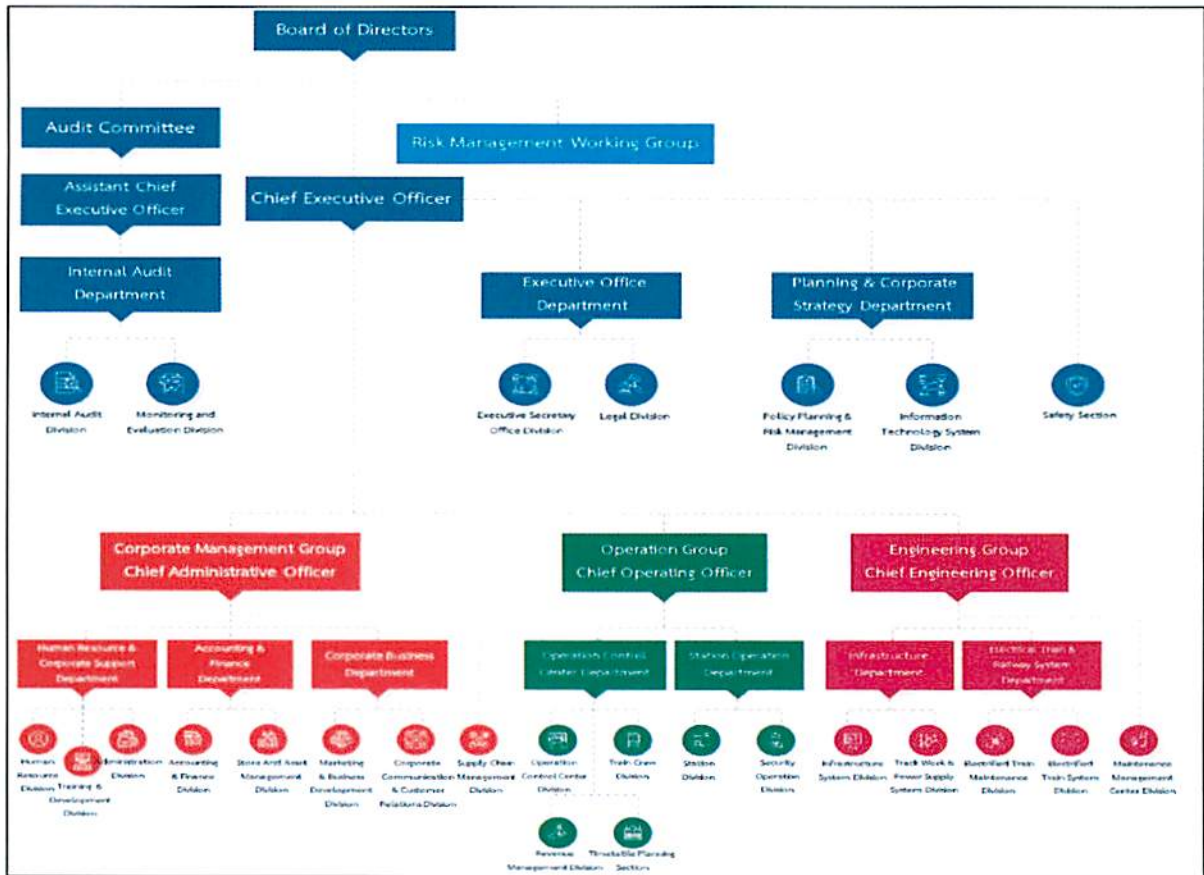 Board of Directors
Audit Committee
Risk Management Working Group
Assistant Chief
Executive Officer
Chief Executive Officer
Internal Audit
Department
Executive Office
Department
Planning & Corporate
Strategy Department
Internal Audit
Division
Monitoring and
Evaluation Division
Executive Secretary
Office Division
Legal Division
Policy Planning &
Risk Management
Division
Information
Technology System
Division
Safety Section
Corporate Management Group
Chief Administrative Officer
Operation Group
Chief Operating Officer
Engineering Group
Chief Engineering Officer
Human Resource &
Corporate Support
Department
Accounting &
Finance
Department
Corporate Business
Department
Operation Control
Center Department
Station Operation
Department
Infrastructure
Department
Electrical Train &
Railway System
Department
Human
Resource
Division
Training &
Development
Division
Administration
Division
Accounting
& Finance
Division
Store And Asset
Management
Division
Marketing
& Business
Development Division
Corporate
Communication
& Customer
Relations Division
Supply Chain
Management
Division
Operation
Control Center
Division
Train Crew
Division
Station
Division
Security
Operation
Division
Infrastructure
System Division
Track Work &
Power Supply
System Division
Electrified Train
Maintenance
Division
Electrified
Train System
Division
Maintenance
Management
Center Division
Revenue
Management Division
Timetable Planning
Section